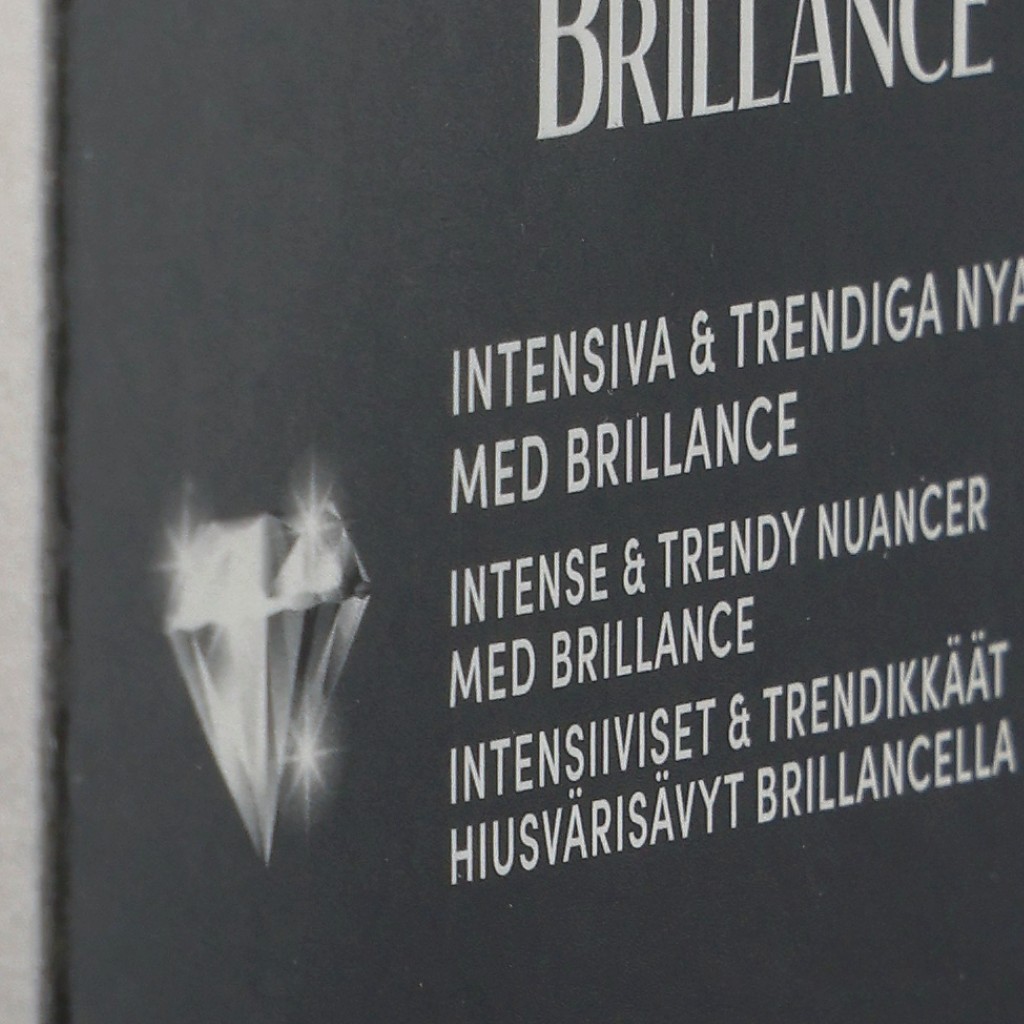 BRILLANCE
INTENSIVA & TRENDIGA NYA
MED BRILLANCE
INTENSE & TRENDY NUANCER
MED BRILLANCE
INTENSIIVISET & TRENDIKKÄÄT
HIUSVÄRISÄVYT BRILLANCELLA